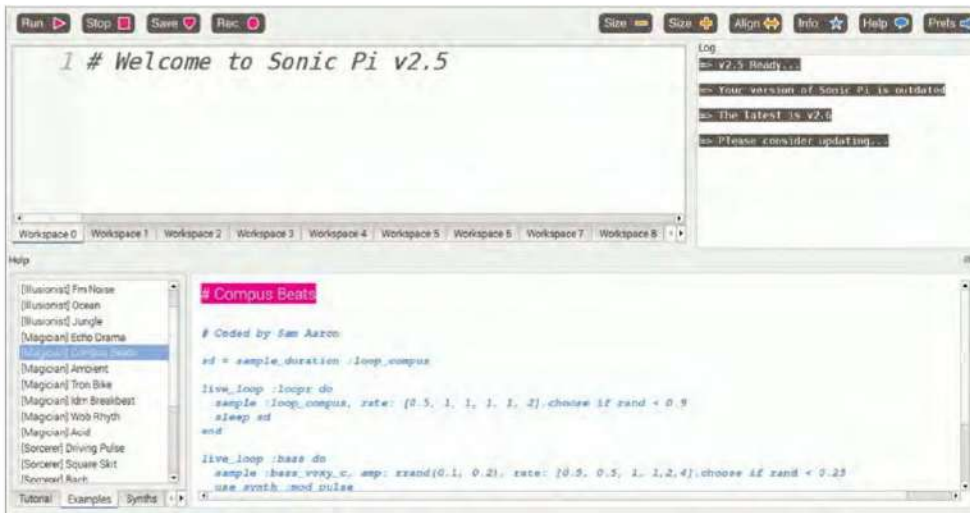 Run Stop Save Rec Size Size Align Info Help Prefs
1 # Welcome to Sonic Pi v2.5
Log
=> v2.5 Ready...
=> Your version of Sonic Pi is outdated
=> The latest is v2.6
=> Please consider updating...
Workspace 0 Workspace 1 Workspace 2 Workspace 3 Workspace 4 Workspace 5 Workspace 6 Workspace 7 Workspace 8
Help
[Illusionist] Fm Noise
[Illusionist] Ocean
[Illusionist] Jungle
[Magician] Echo Drama
[Magician] Compus Beats
[Magician] Ambient
[Magician] Tron Bike
[Magician] Idm Breakbeat
[Magician] Wob Rhyth
[Magician] Acid
[Sorcerer] Driving Pulse
[Sorcerer] Square Skit
[Sorcerer] Bach
Tutorial Examples Synths
# Compus Beats
# Coded by Sam Aaron
sd = sample_duration :loop_compus
live_loop :loopr do
sample :loop_compus, rate: [0.5, 1, 1, 1, 1, 2].choose if rand < 0.9
sleep sd
end
live_loop :bass do
sample :bass_voxy_c, amp: rrand(0.1, 0.2), rate: [0.5, 0.5, 1, 1,2,4].choose if rand < 0.25
use_synth :mod_pulse